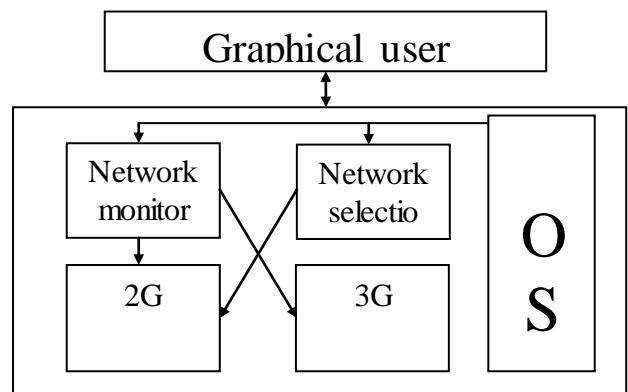 Graphical user
Network
monitor
Network
selectio
2G
3G
O
S